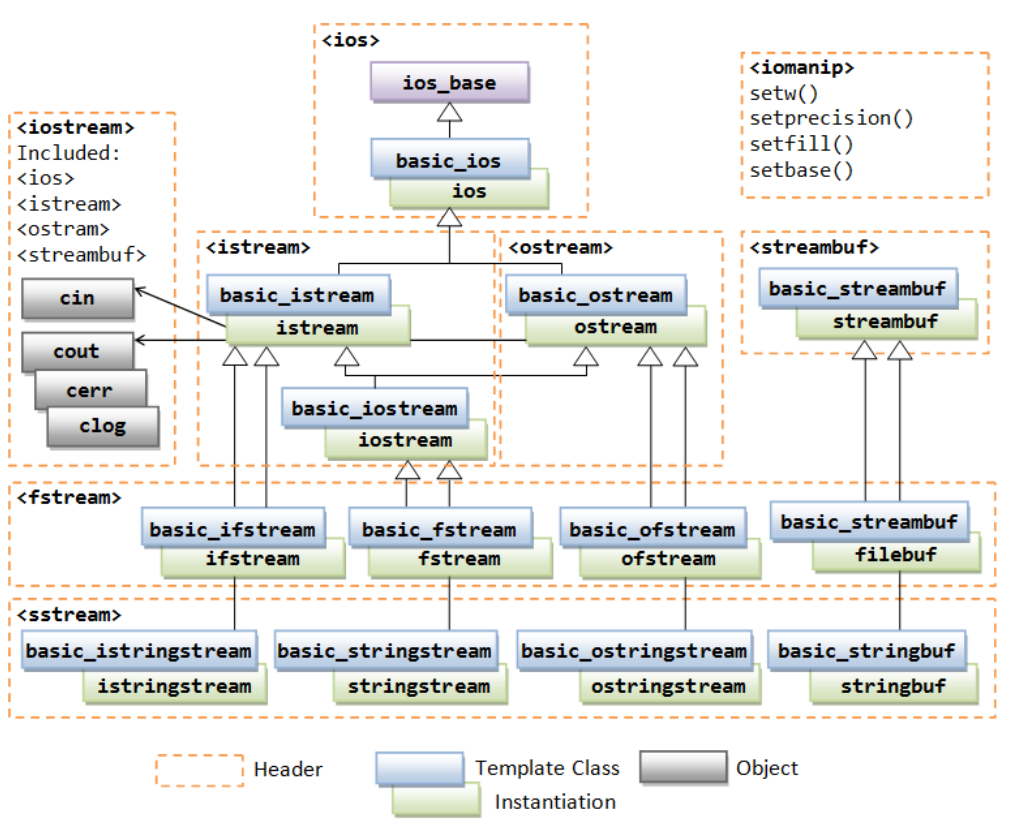 <ios>
ios_base
basic_ios
ios
<iomanip>
setw()
setprecision()
setfill()
setbase()
<iostream>
Included:
<ios>
<istream>
<ostram>
<streambuf>
cin
cout
cerr
clog
<istream>
basic_istream
istream
basic_iostream
iostream
<ostream>
basic_ostream
ostream
<streambuf>
basic_streambuf
streambuf
<fstream>
basic_ifstream
ifstream
basic_fstream
fstream
basic_ofstream
ofstream
basic_streambuf
filebuf
<sstream>
basic_istringstream
istringstream
basic_stringstream
stringstream
basic_ostringstream
ostringstream
basic_stringbuf
stringbuf
Header
Template Class
Instantiation
Object